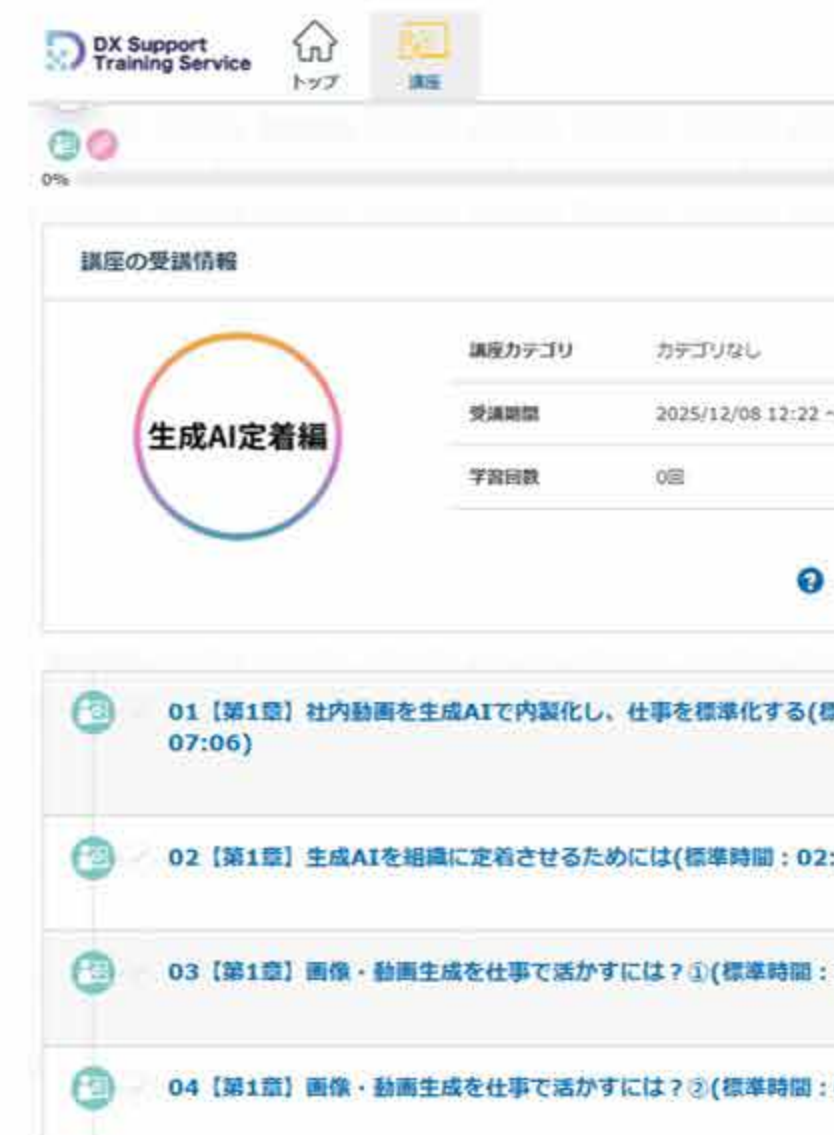 DX Support
Training Service
トップ
講座
0%
講座の受講情報
生成AI定着編
講座カテゴリ
カテゴリなし
受講期間
2025/12/08 12:22 ~
学習回数
0回
01【第1章】社内動画を生成AIで内製化し、仕事を標準化する(標
07:06)
02【第1章】生成AIを組織に定着させるためには(標準時間：02:
03【第1章】画像・動画生成を仕事で活かすには？①(標準時間：
04【第1章】画像・動画生成を仕事で活かすには？②(標準時間：